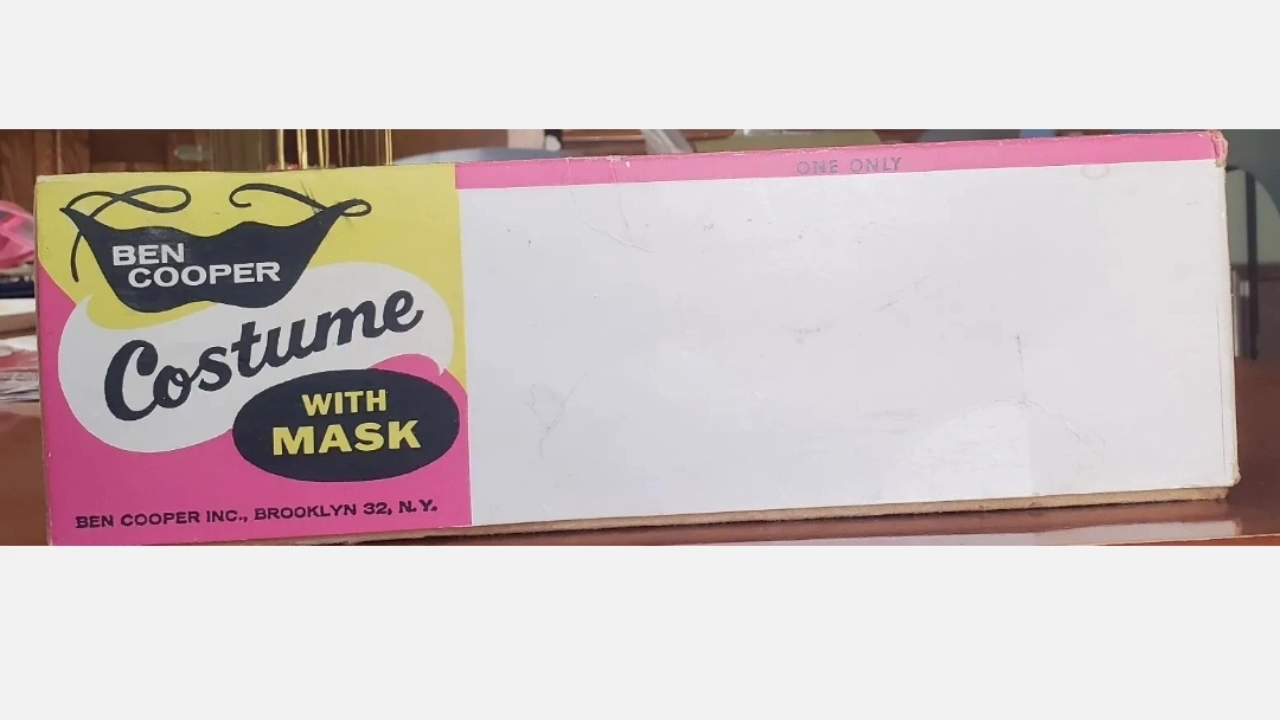 ONE ONLY
BEN
COOPER
Costume
WITH
MASK
BEN COOPER INC., BROOKLYN 32, N.Y.